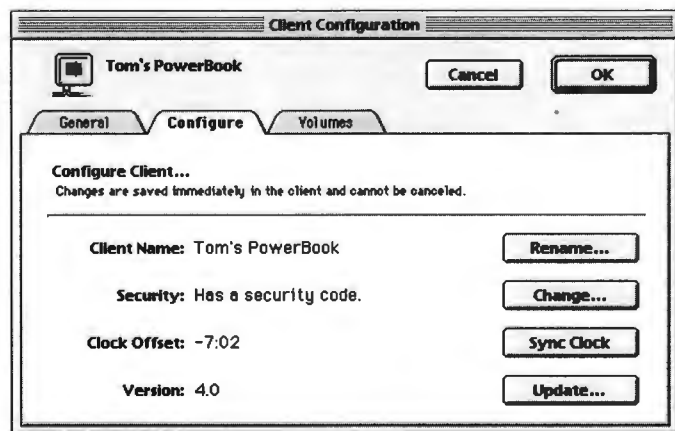 Client Configuration
Tom's PowerBook
Cancel
OK
General
Configure
Volumes
Configure Client...
Changes are saved immediately in the client and cannot be canceled.
Client Name: Tom's PowerBook
Rename...
Security: Has a security code.
Change...
Clock Offset: -7:02
Sync Clock
Version: 4.0
Update...